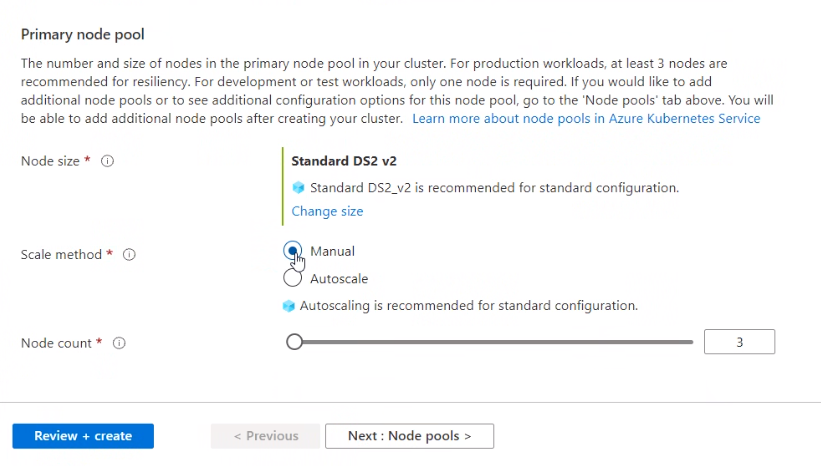 Primary node pool
The number and size of nodes in the primary node pool in your cluster. For production workloads, at least 3 nodes are
recommended for resiliency. For development or test workloads, only one node is required. If you would like to add
additional node pools or to see additional configuration options for this node pool, go to the 'Node pools' tab above. You will
be able to add additional node pools after creating your cluster. Learn more about node pools in Azure Kubernetes Service
Node size *
Standard DS2 v2
Standard DS2_v2 is recommended for standard configuration.
Change size
Scale method *
Manual
Autoscale
Autoscaling is recommended for standard configuration.
Node count *
3
Review + create
< Previous
Next : Node pools >